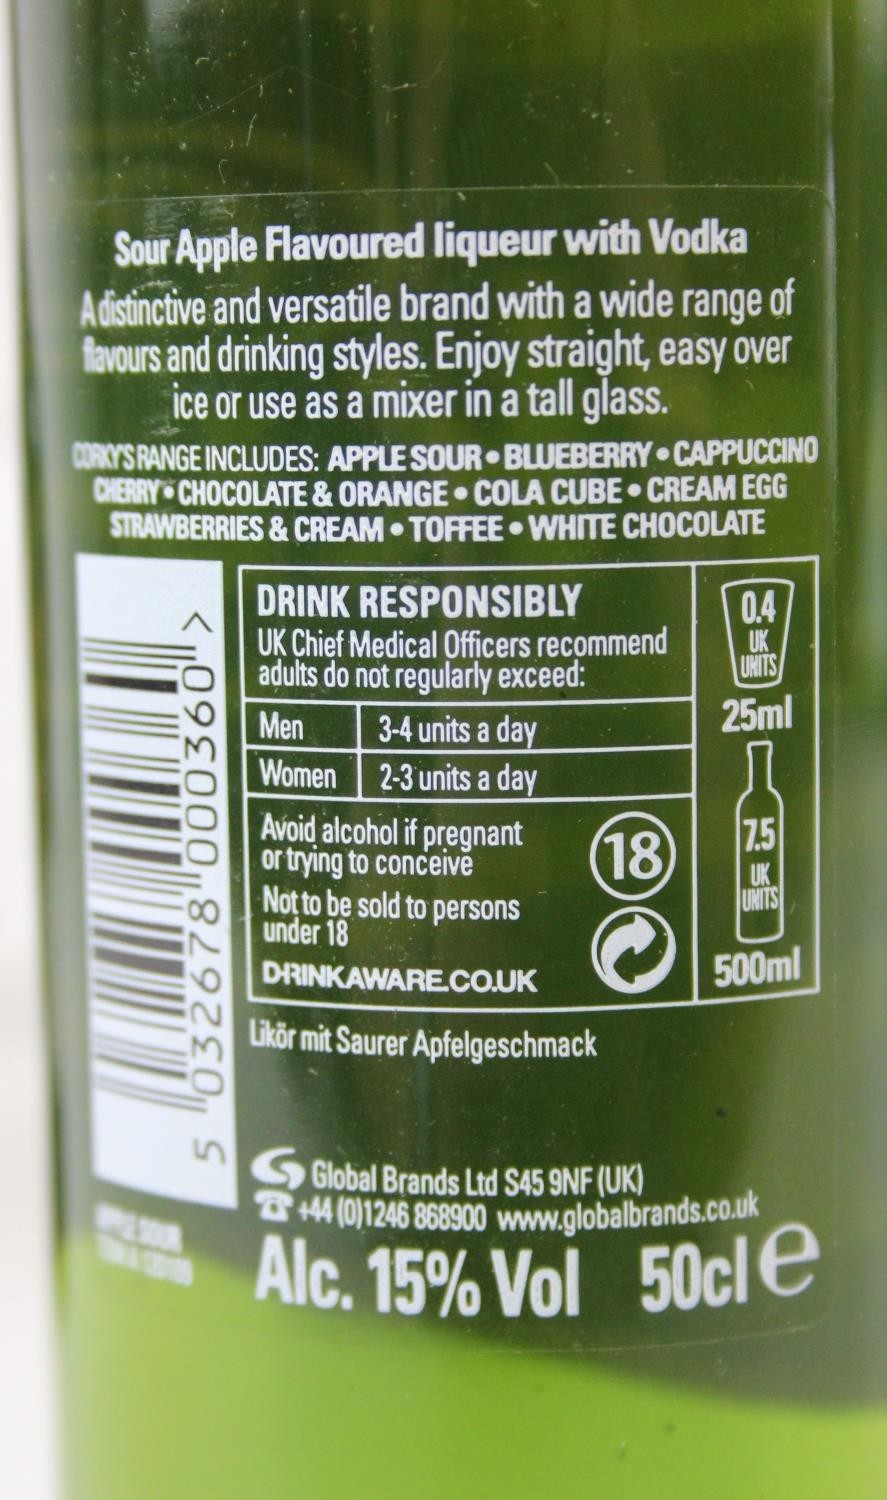 Sour Apple Flavoured liqueur with Vodka
A distinctive and versatile brand with a wide range of
flavours and drinking styles. Enjoy straight, easy over
ice or use as a mixer in a tall glass.
CORKY'S RANGE INCLUDES: APPLE SOUR • BLUEBERRY • CAPPUCCINO
CHERRY • CHOCOLATE & ORANGE • COLA CUBE • CREAM EGG
STRAWBERRIES & CREAM • TOFFEE • WHITE CHOCOLATE
DRINK RESPONSIBLY
UK Chief Medical Officers recommend
adults do not regularly exceed:
Men 3-4 units a day
Women 2-3 units a day
Avoid alcohol if pregnant
or trying to conceive
Not to be sold to persons
under 18
DRINKAWARE.CO.UK
18
0.4
UK
UNITS
25ml
7.5
UK
UNITS
500ml
5 032678 000360 >
Likör mit Saurer Apfelgeschmack
Global Brands Ltd S45 9NF (UK)
+44 (0)1246 868900 www.globalbrands.co.uk
Alc. 15% Vol 50cl e
APPLE SOUR